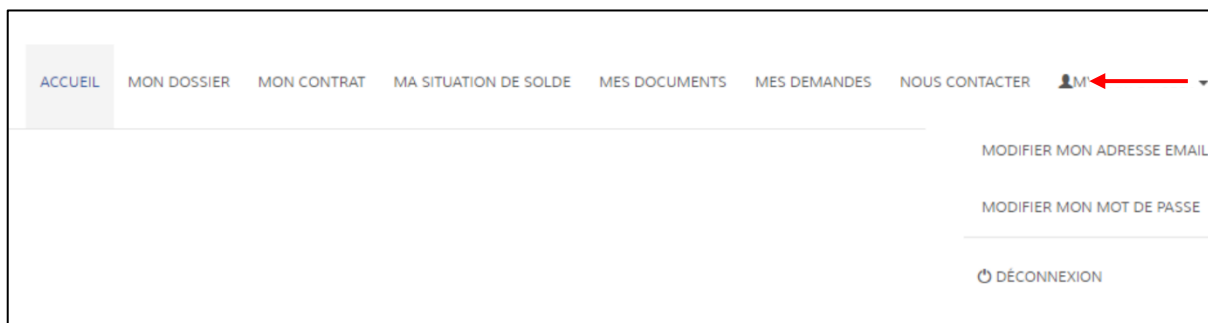 ACCUEIL MON DOSSIER MON CONTRAT MA SITUATION DE SOLDE MES DOCUMENTS MES DEMANDES NOUS CONTACTER
MODIFIER MON ADRESSE EMAIL
MODIFIER MON MOT DE PASSE
DÉCONNEXION